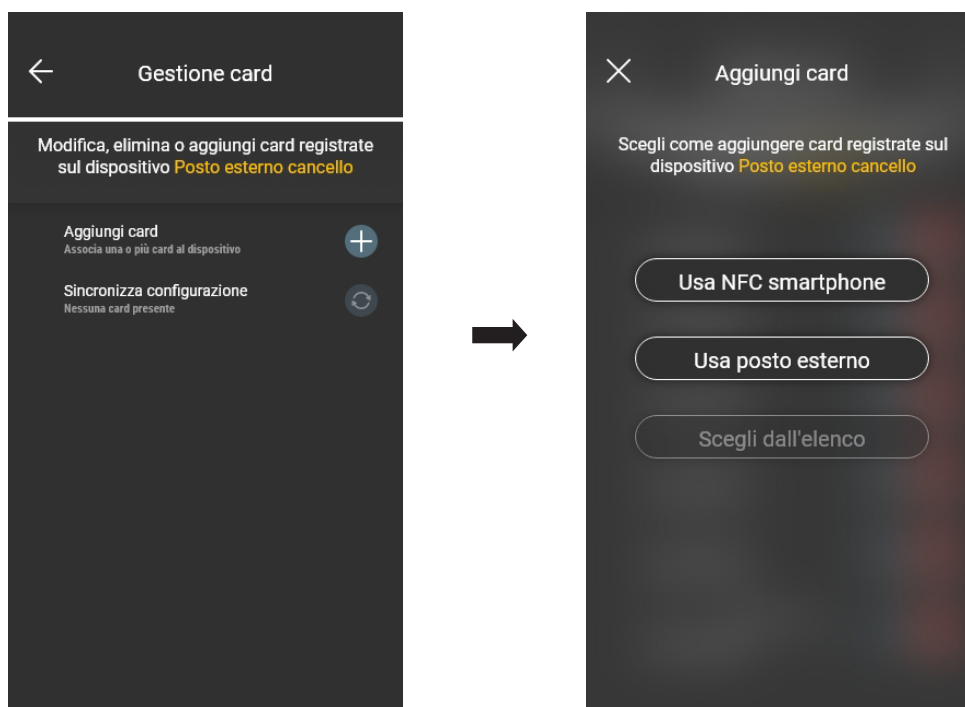 Gestione card
Modifica, elimina o aggiungi card registrate
sul dispositivo Posto esterno cancello
Aggiungi card
Associa una o più card al dispositivo
Sincronizza configurazione
Nessuna card presente
Aggiungi card
Scegli come aggiungere card registrate sul
dispositivo Posto esterno cancello
Usa NFC smartphone
Usa posto esterno
Scegli dall'elenco